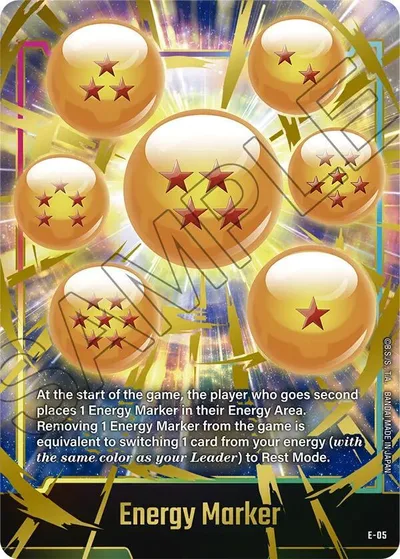 SAMPLE
At the start of the game, the player who goes second
places 1 Energy Marker in their Energy Area.
Removing 1 Energy Marker from the game is
equivalent to switching 1 card from your energy (with
the same color as your Leader) to Rest Mode.
©B.S./S., T.A. BANDAI MADE IN JAPAN
Energy Marker
E-05